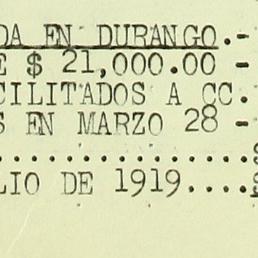 DA EN DURANGO.-
E $ 21,000.00 -
CILITADOS A CC.
S EN MARZO 28 -
..................
LIO DE 1919....